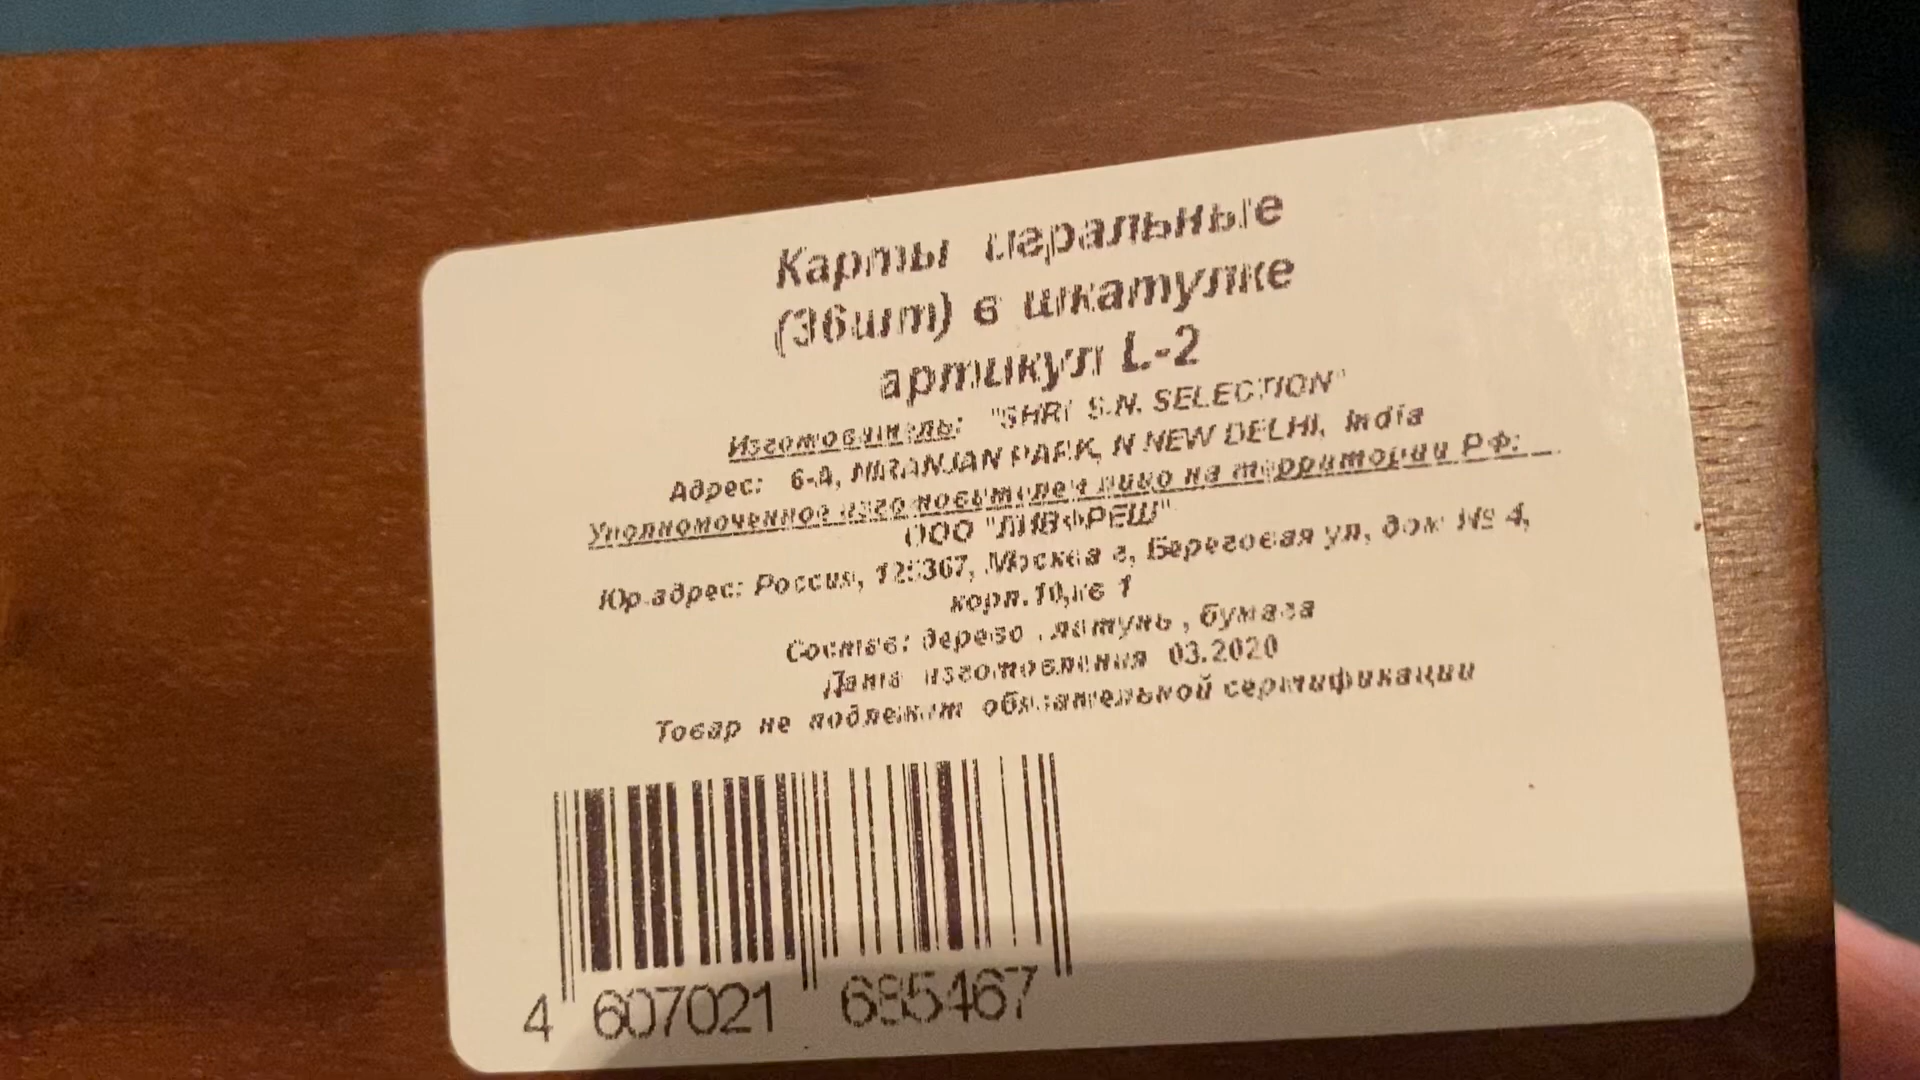 Карты игральные
(36шт) в шкатулке
артикул L-2
Изготовитель: "SHRI S.N. SELECTION"
Адрес: 6-A, NIRANJAN PARK, N NEW DELHI, India
Уполномоченное изготовителем лицо на территории РФ:
ООО "ЛИВФРЕШ"
Юр.адрес: Россия, 125367, Москва г, Береговая ул, дом № 4,
корп.10,кв 1
Состав: дерево , латунь , бумага
Дата изготовления 03.2020
Товар не подлежит обязательной сертификации
4 607021 685467